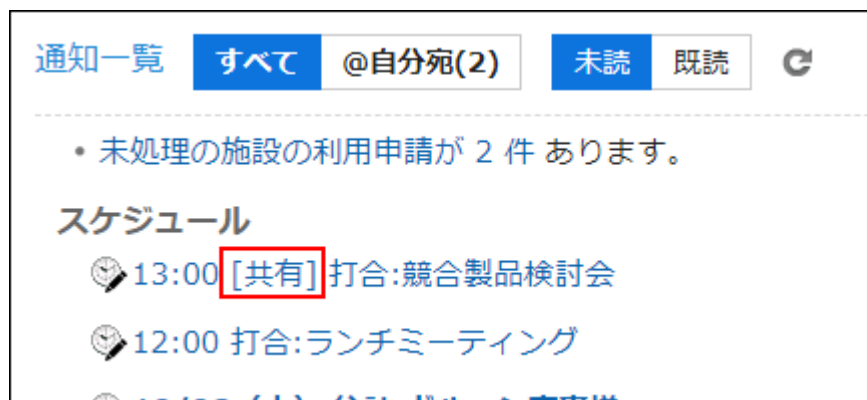 通知一覧 すべて @自分宛(2) 未読 既読
・未処理の施設の利用申請が 2 件 あります。
スケジュール
13:00 [共有] 打合:競合製品検討会
12:00 打合:ランチミーティング